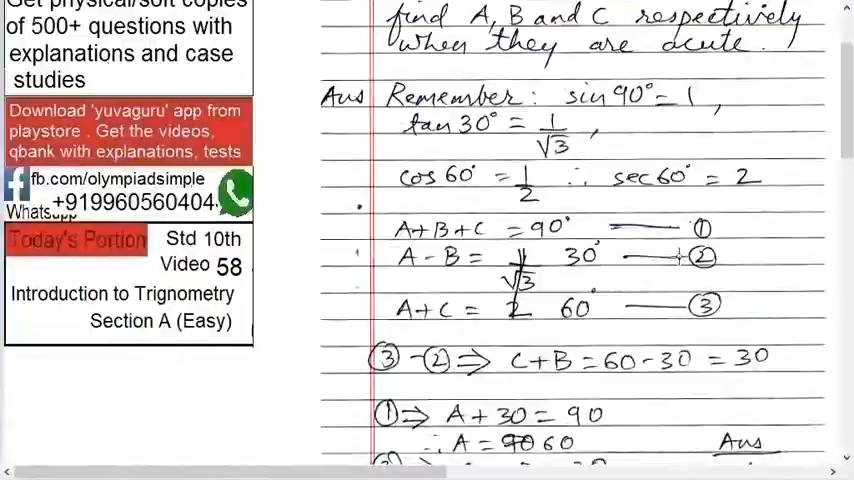 Get physical/soft copies
of 500+ questions with
explanations and case
studies
Download 'yuvaguru' app from
playstore . Get the videos,
qbank with explanations, tests
fb.com/olympiadsimple
Whatsupp
+919960560404
Today's Portion
Std 10th
Video 58
Introduction to Trignometry
Section A (Easy)
find A, B and C respectively
when they are acute.
Ans Remember: sin 90° = 1,
tan 30° = 1/√3,
cos 60° = 1/2 ∴ sec 60° = 2
A+B+C = 90° —— ①
A - B = 1/√3 30° —— ②
A+C = 2 60° —— ③
③ - ② ⇒ C+B = 60-30 = 30
① ⇒ A + 30 = 90
∴ A = 90 60 Ans